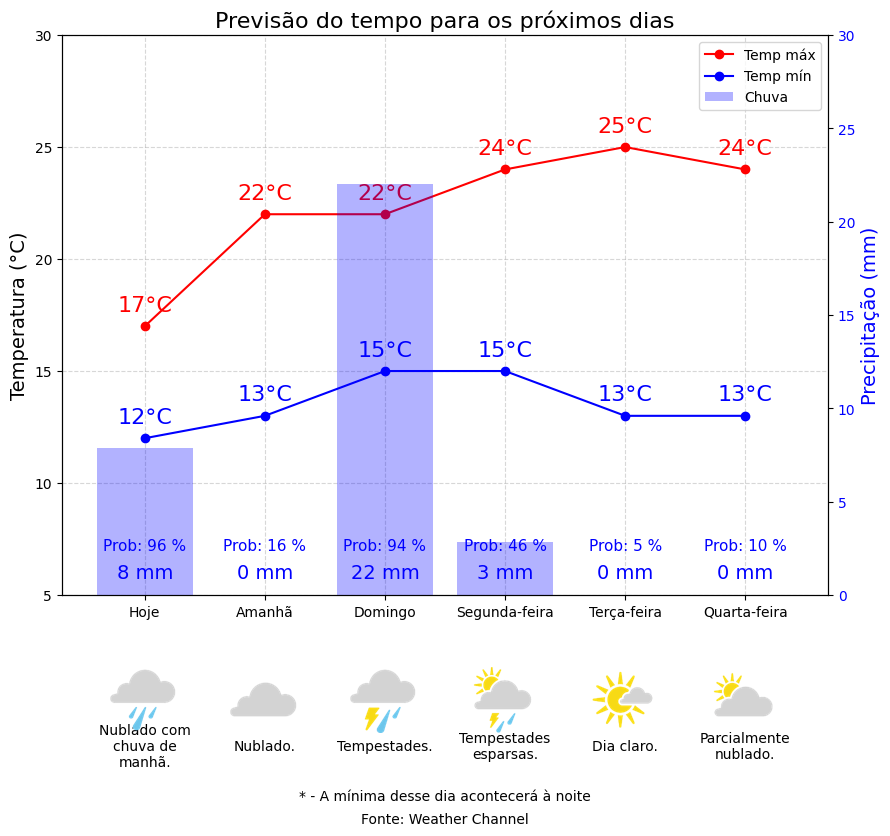 Previsão do tempo para os próximos dias
Temp máx
Temp mín
Chuva
Temperatura (°C)
Precipitação (mm)
30
25
20
15
10
5
30
25
20
15
10
5
0
17°C
22°C
22°C
24°C
25°C
24°C
12°C
13°C
15°C
15°C
13°C
13°C
Prob: 96 %
Prob: 16 %
Prob: 94 %
Prob: 46 %
Prob: 5 %
Prob: 10 %
8 mm
0 mm
22 mm
3 mm
0 mm
0 mm
Hoje
Amanhã
Domingo
Segunda-feira
Terça-feira
Quarta-feira
Nublado com
chuva de
manhã.
Nublado.
Tempestades.
Tempestades
esparsas.
Dia claro.
Parcialmente
nublado.
* - A mínima desse dia acontecerá à noite
Fonte: Weather Channel